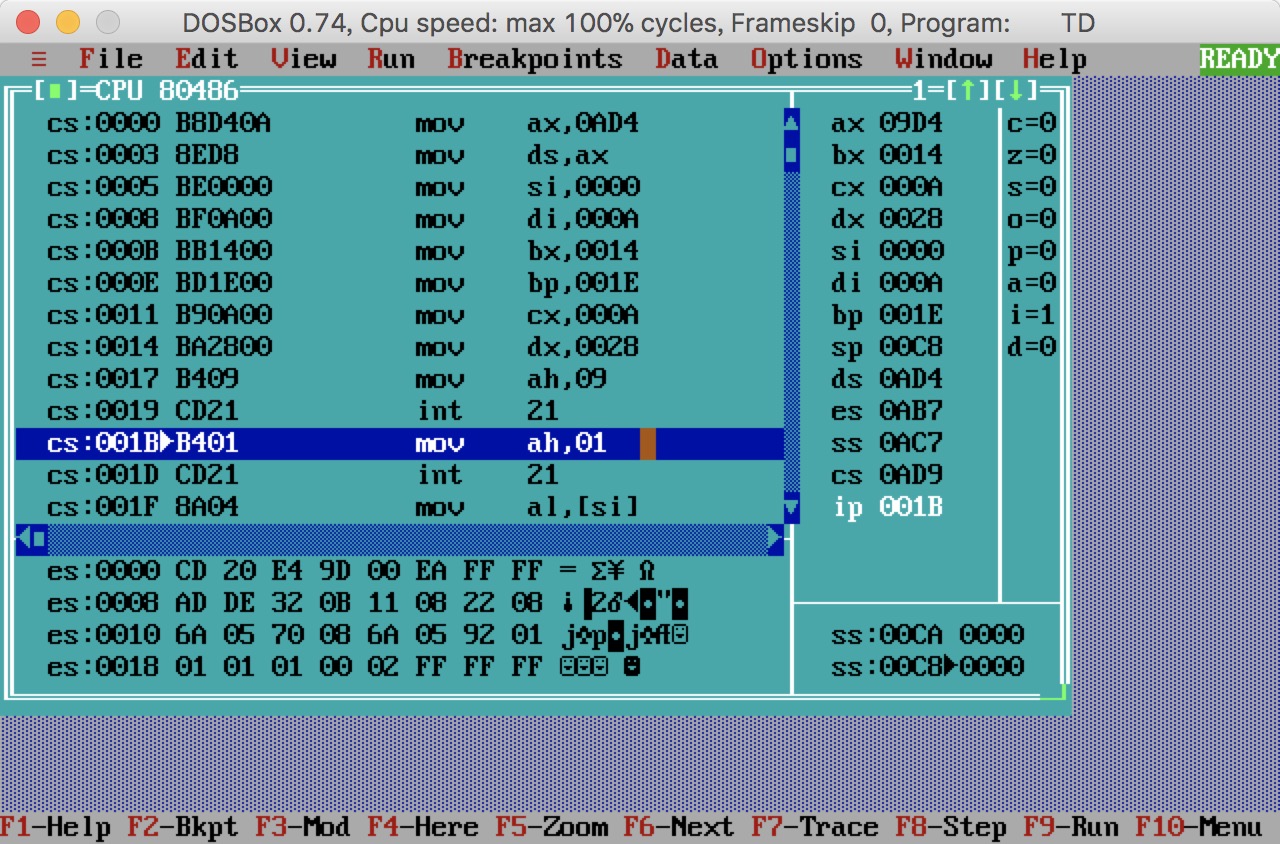 DOSBox 0.74, Cpu speed: max 100% cycles, Frameskip 0, Program: TD
≡ File Edit View Run Breakpoints Data Options Window Help READY
[■]=CPU 80486 1=[↑][↓]
cs:0000 B8D40A mov ax,0AD4 ax 09D4 c=0
cs:0003 8ED8 mov ds,ax bx 0014 z=0
cs:0005 BE0000 mov si,0000 cx 000A s=0
cs:0008 BF0A00 mov di,000A dx 0028 o=0
cs:000B BB1400 mov bx,0014 si 0000 p=0
cs:000E BD1E00 mov bp,001E di 000A a=0
cs:0011 B90A00 mov cx,000A bp 001E i=1
cs:0014 BA2800 mov dx,0028 sp 00C8 d=0
cs:0017 B409 mov ah,09 ds 0AD4
cs:0019 CD21 int 21 es 0AB7
cs:001B►B401 mov ah,01 ss 0AC7
cs:001D CD21 int 21 cs 0AD9
cs:001F 8A04 mov al,[si] ip 001B
es:0000 CD 20 E4 9D 00 EA FF FF = Σ¥ Ω
es:0008 AD DE 32 0B 11 08 22 08 ¡▐2♂◄◘"◘
es:0010 6A 05 70 08 6A 05 92 01 j♣p◘j♣Æ☺ ss:00CA 0000
es:0018 01 01 01 00 02 FF FF FF ☺☺☺ ☻ ss:00C8►0000
F1-Help F2-Bkpt F3-Mod F4-Here F5-Zoom F6-Next F7-Trace F8-Step F9-Run F10-Menu